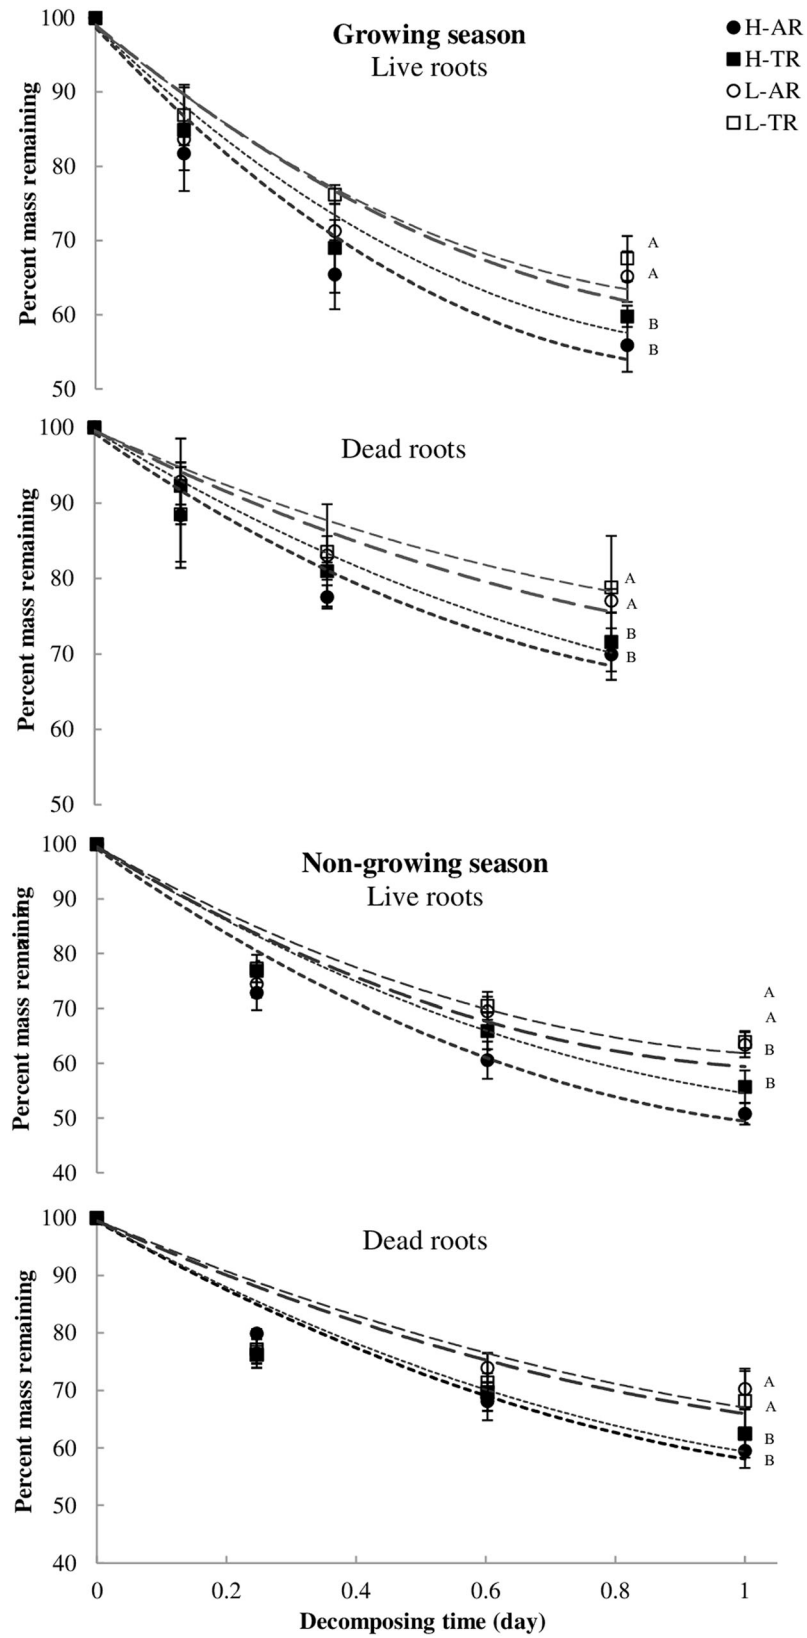 Growing season
Live roots
H-AR
H-TR
L-AR
L-TR
Percent mass remaining
100
90
80
70
60
50
A
A
B
B
Dead roots
Percent mass remaining
100
90
80
70
60
50
A
A
B
B
Non-growing season
Live roots
Percent mass remaining
100
90
80
70
60
50
40
A
A
B
B
Dead roots
Percent mass remaining
100
90
80
70
60
50
40
A
A
B
B
0 0.2 0.4 0.6 0.8 1
Decomposing time (day)